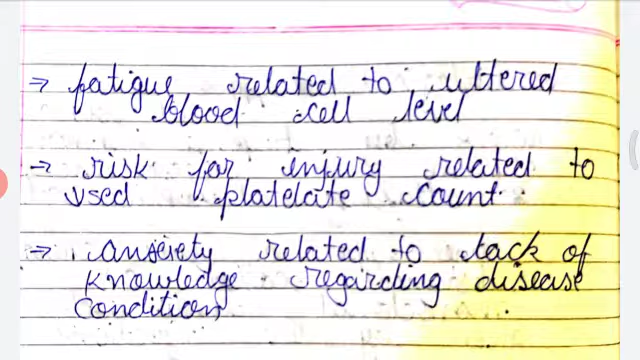 → fatigue related to altered
blood cell level
→ risk for injury related to
↓sed platelate count.
→ anxiety related to lack of
knowledge regarding disease
condition